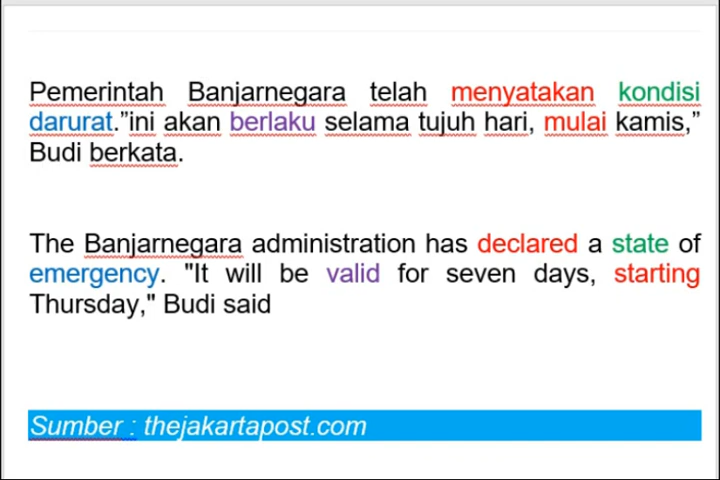 Pemerintah Banjarnegara telah menyatakan kondisi
darurat.”ini akan berlaku selama tujuh hari, mulai kamis,”
Budi berkata.
The Banjarnegara administration has declared a state of
emergency. "It will be valid for seven days, starting
Thursday," Budi said
Sumber : thejakartapost.com